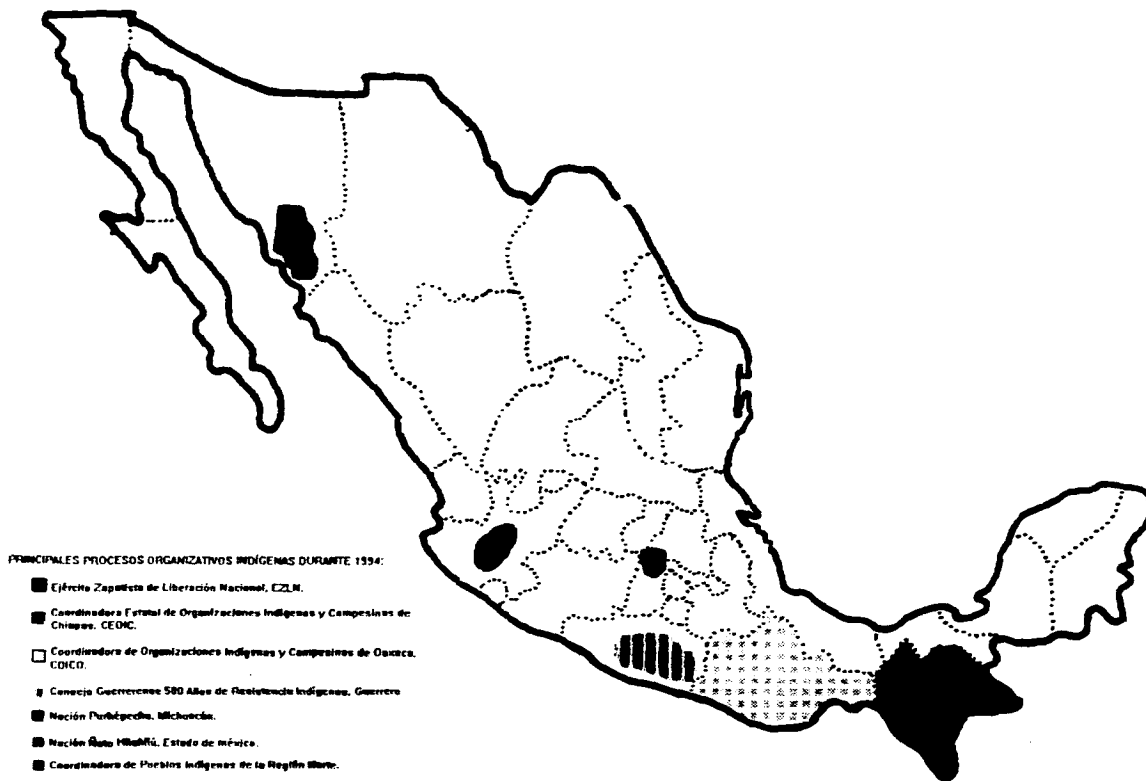 PRINCIPALES PROCESOS ORGANIZATIVOS INDÍGENAS DURANTE 1994:
Ejército Zapatista de Liberación Nacional, EZLN.
Coordinadora Estatal de Organizaciones Indígenas y Campesinas de
Chiapas, CEOIC.
Coordinadora de Organizaciones Indígenas y Campesinas de Oaxaca,
COICO.
Consejo Guerrerense 500 Años de Resistencia Indígena, Guerrero
Nación Purhépecha, Michoacán.
Nación Ñato Hñahñú, Estado de méxico.
Coordinadora de Pueblos Indígenas de la Región Norte.